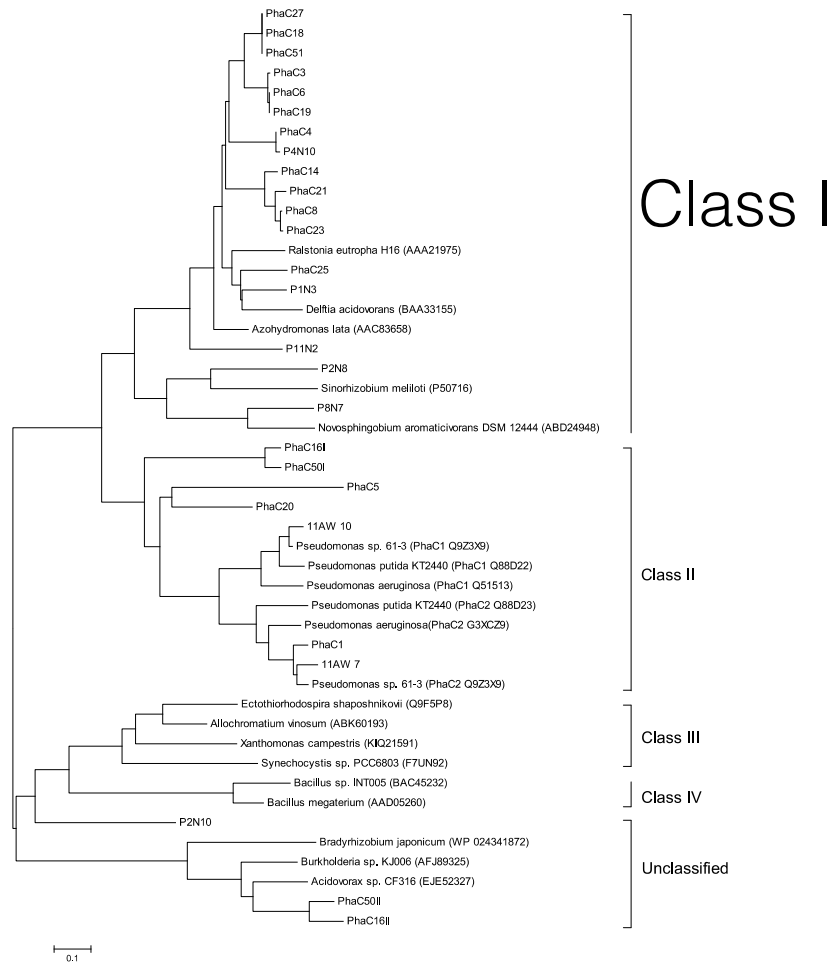 PhaC27
PhaC18
PhaC51
PhaC3
PhaC6
PhaC19
PhaC4
P4N10
PhaC14
PhaC21
PhaC8
PhaC23
Ralstonia eutropha H16 (AAA21975)
PhaC25
P1N3
Delftia acidovorans (BAA33155)
Azohydromonas lata (AAC83658)
P11N2
P2N8
Sinorhizobium meliloti (P50716)
P8N7
Novosphingobium aromaticivorans DSM 12444 (ABD24948)
Class I
PhaC16I
PhaC50I
PhaC5
PhaC20
11AW 10
Pseudomonas sp. 61-3 (PhaC1 Q9Z3X9)
Pseudomonas putida KT2440 (PhaC1 Q88D22)
Pseudomonas aeruginosa (PhaC1 Q51513)
Pseudomonas putida KT2440 (PhaC2 Q88D23)
Pseudomonas aeruginosa(PhaC2 G3XCZ9)
PhaC1
11AW 7
Pseudomonas sp. 61-3 (PhaC2 Q9Z3X9)
Class II
Ectothiorhodospira shaposhnikovii (Q9F5P8)
Allochromatium vinosum (ABK60193)
Xanthomonas campestris (KIQ21591)
Synechocystis sp. PCC6803 (F7UN92)
Class III
Bacillus sp. INT005 (BAC45232)
Bacillus megaterium (AAD05260)
Class IV
P2N10
Bradyrhizobium japonicum (WP 024341872)
Burkholderia sp. KJ006 (AFJ89325)
Acidovorax sp. CF316 (EJE52327)
PhaC50II
PhaC16II
Unclassified
0.1